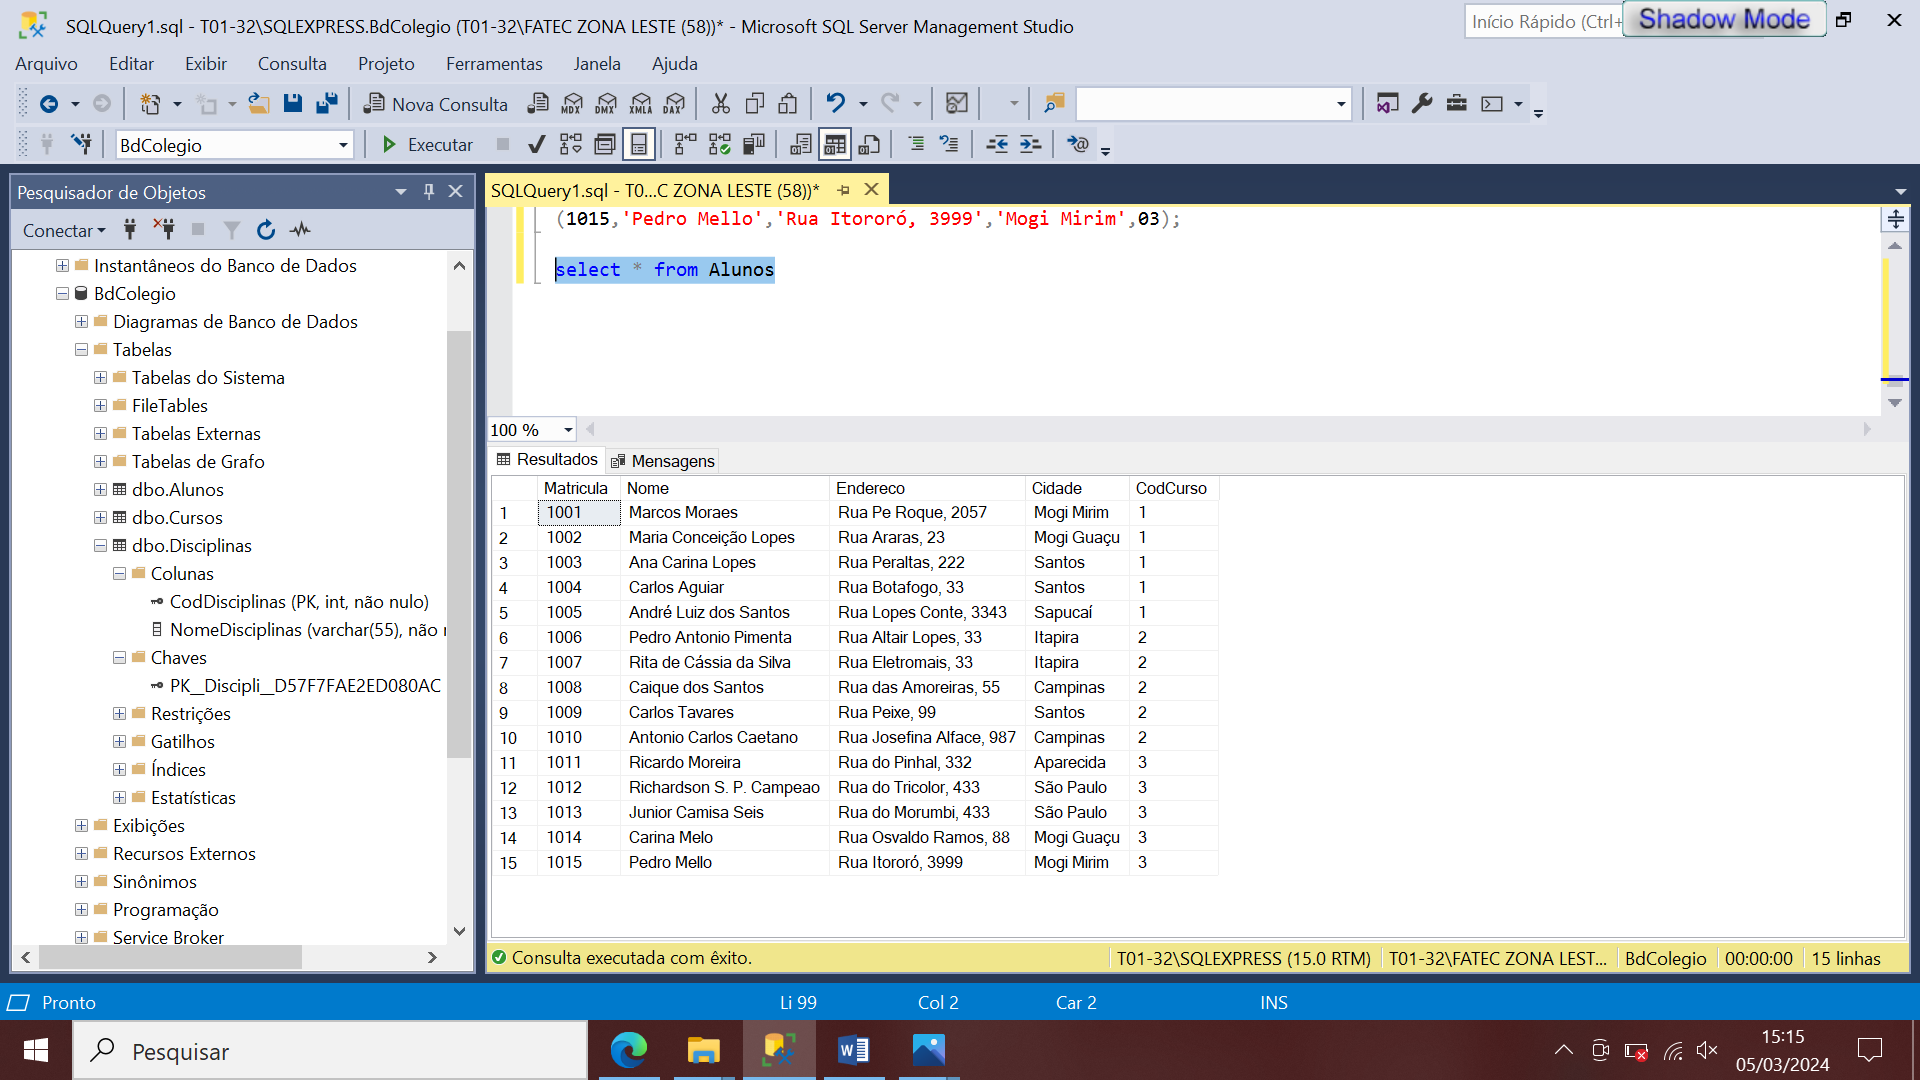 SQLQuery1.sql - T01-32\SQLEXPRESS.BdColegio (T01-32\FATEC ZONA LESTE (58))* - Microsoft SQL Server Management Studio
Início Rápido (Ctrl+
Shadow Mode
Arquivo Editar Exibir Consulta Projeto Ferramentas Janela Ajuda
Nova Consulta MDX DMX XMLA DAX
BdColegio Executar
Pesquisador de Objetos
Conectar
Instantâneos do Banco de Dados
BdColegio
Diagramas de Banco de Dados
Tabelas
Tabelas do Sistema
FileTables
Tabelas Externas
Tabelas de Grafo
dbo.Alunos
dbo.Cursos
dbo.Disciplinas
Colunas
CodDisciplinas (PK, int, não nulo)
NomeDisciplinas (varchar(55), não
Chaves
PK__Discipli__D57F7FAE2ED080AC
Restrições
Gatilhos
Índices
Estatísticas
Exibições
Recursos Externos
Sinônimos
Programação
Service Broker
SQLQuery1.sql - T0...C ZONA LESTE (58))*
(1015,'Pedro Mello','Rua Itororó, 3999','Mogi Mirim',03);
select * from Alunos
100 %
Resultados Mensagens
Matricula Nome Endereco Cidade CodCurso
1 1001 Marcos Moraes Rua Pe Roque, 2057 Mogi Mirim 1
2 1002 Maria Conceição Lopes Rua Araras, 23 Mogi Guaçu 1
3 1003 Ana Carina Lopes Rua Peraltas, 222 Santos 1
4 1004 Carlos Aguiar Rua Botafogo, 33 Santos 1
5 1005 André Luiz dos Santos Rua Lopes Conte, 3343 Sapucaí 1
6 1006 Pedro Antonio Pimenta Rua Altair Lopes, 33 Itapira 2
7 1007 Rita de Cássia da Silva Rua Eletromais, 33 Itapira 2
8 1008 Caique dos Santos Rua das Amoreiras, 55 Campinas 2
9 1009 Carlos Tavares Rua Peixe, 99 Santos 2
10 1010 Antonio Carlos Caetano Rua Josefina Alface, 987 Campinas 2
11 1011 Ricardo Moreira Rua do Pinhal, 332 Aparecida 3
12 1012 Richardson S. P. Campeao Rua do Tricolor, 433 São Paulo 3
13 1013 Junior Camisa Seis Rua do Morumbi, 433 São Paulo 3
14 1014 Carina Melo Rua Osvaldo Ramos, 88 Mogi Guaçu 3
15 1015 Pedro Mello Rua Itororó, 3999 Mogi Mirim 3
Consulta executada com êxito. T01-32\SQLEXPRESS (15.0 RTM) T01-32\FATEC ZONA LEST... BdColegio 00:00:00 15 linhas
Pronto Li 99 Col 2 Car 2 INS
Pesquisar
15:15
05/03/2024